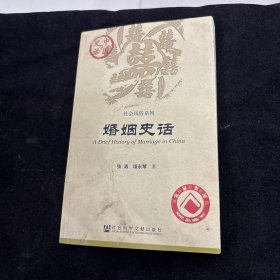 社会风俗系列
婚姻史话
A Brief History of Marriage in China
张涛 项永琴 著
社会科学文献出版社